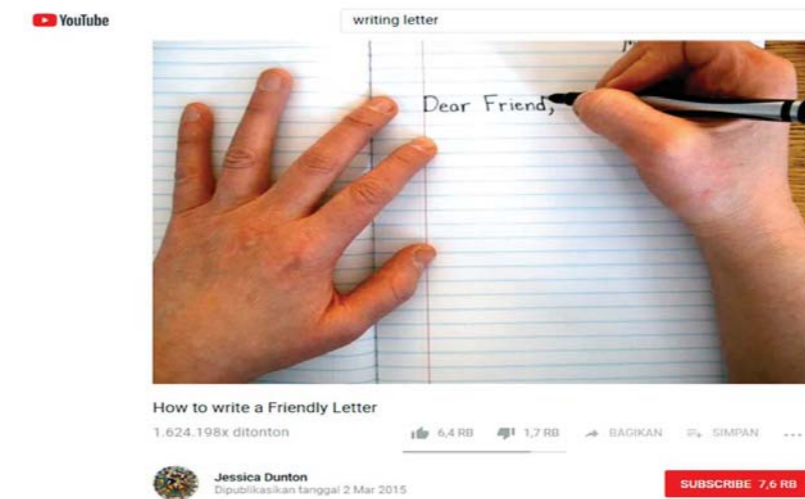 YouTube
writing letter
Dear Friend,
How to write a Friendly Letter
1.624.198x ditonton
6,4 RB 1,7 RB BAGIKAN SIMPAN ...
Jessica Dunton
Dipublikasikan tanggal 2 Mar 2015
SUBSCRIBE 7,6 RB